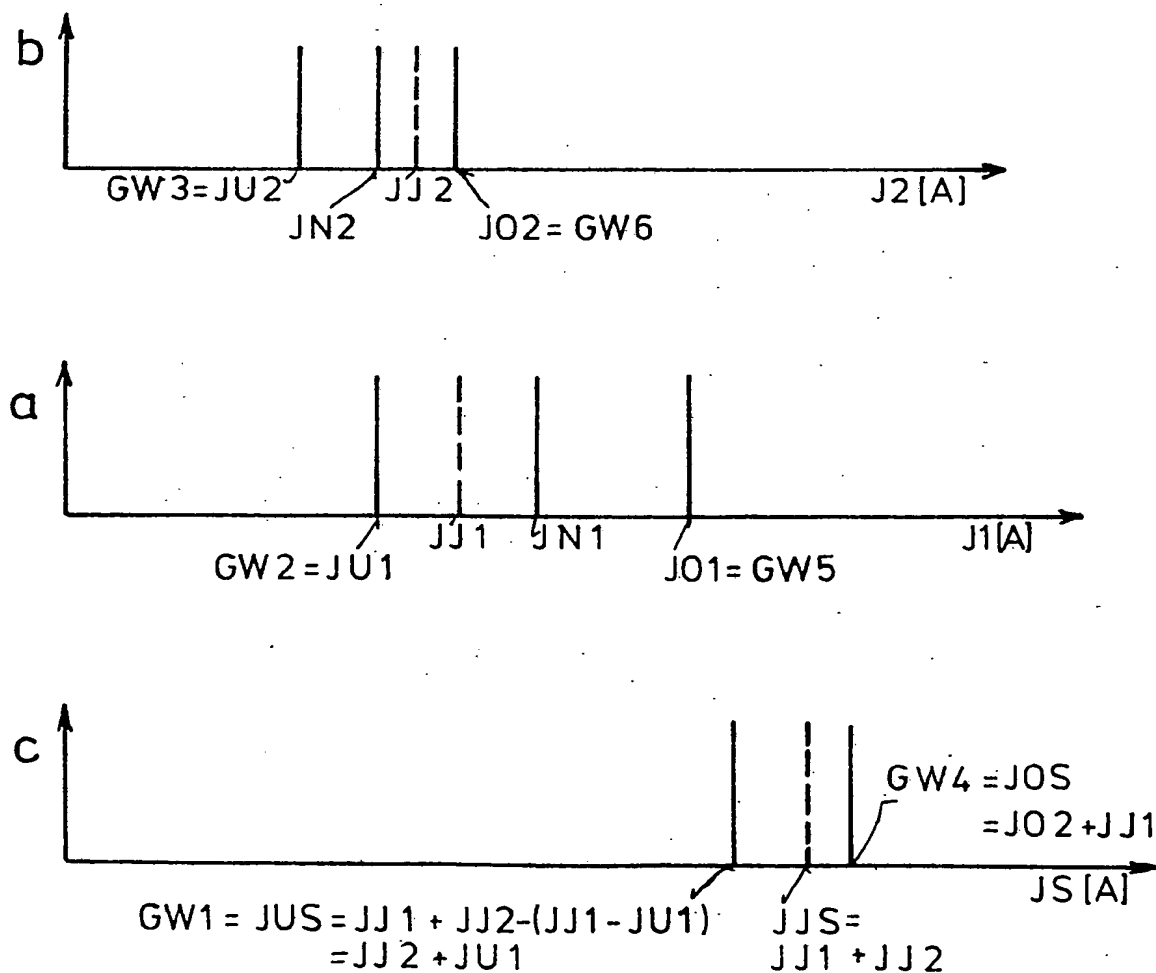 b
GW3=JU2
JN2
JJ2
JO2=GW6
J2[A]
a
GW2=JU1
JJ1
JN1
JO1=GW5
J1[A]
c
GW4=JOS
=JO2+JJ1
JS[A]
GW1=JUS=JJ1+JJ2-(JJ1-JU1)
=JJ2+JU1
JJS=
JJ1+JJ2